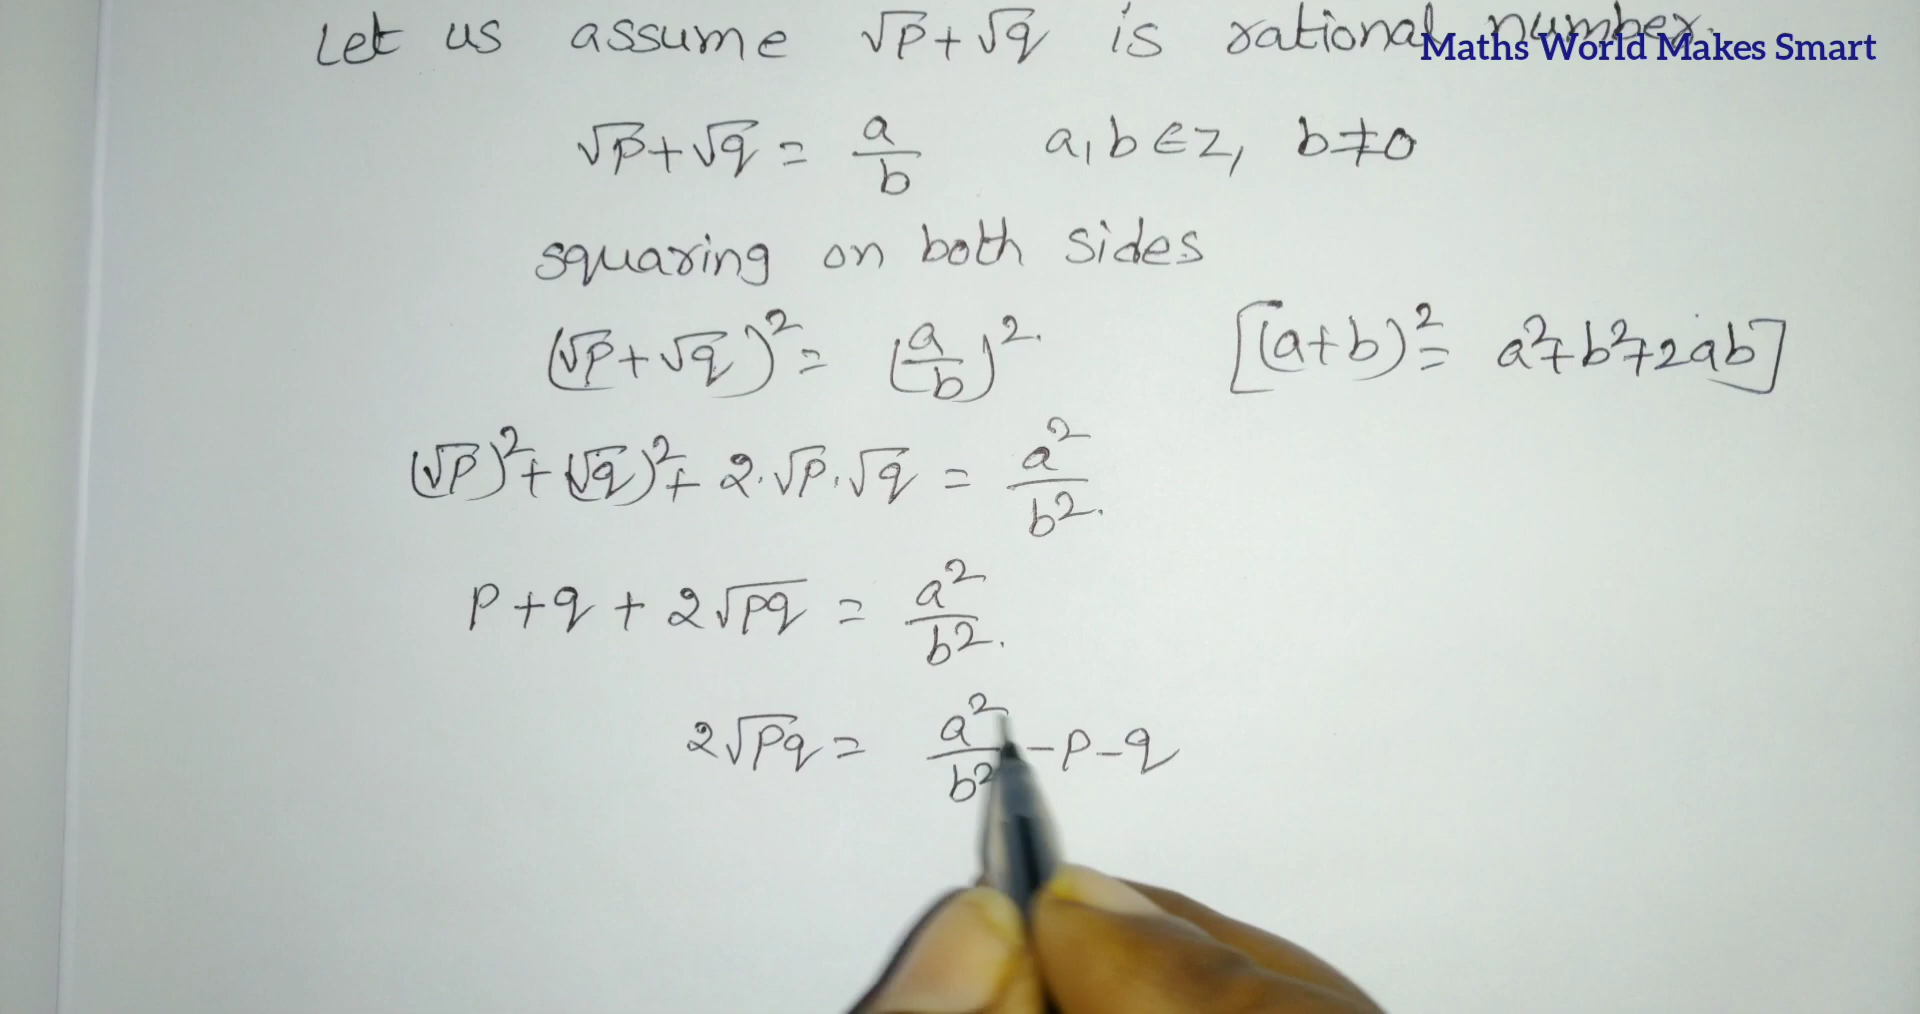 Let us assume √p+√q is rational number.
Maths World Makes Smart
√p+√q = a/b a,b ∈ Z, b≠0
squaring on both sides
(√p+√q)² = (a/b)². [(a+b)² = a²+b²+2ab]
(√p)²+(√q)²+ 2.√p.√q = a²/b².
p+q+2√pq = a²/b².
2√pq = a²/b² -p-q